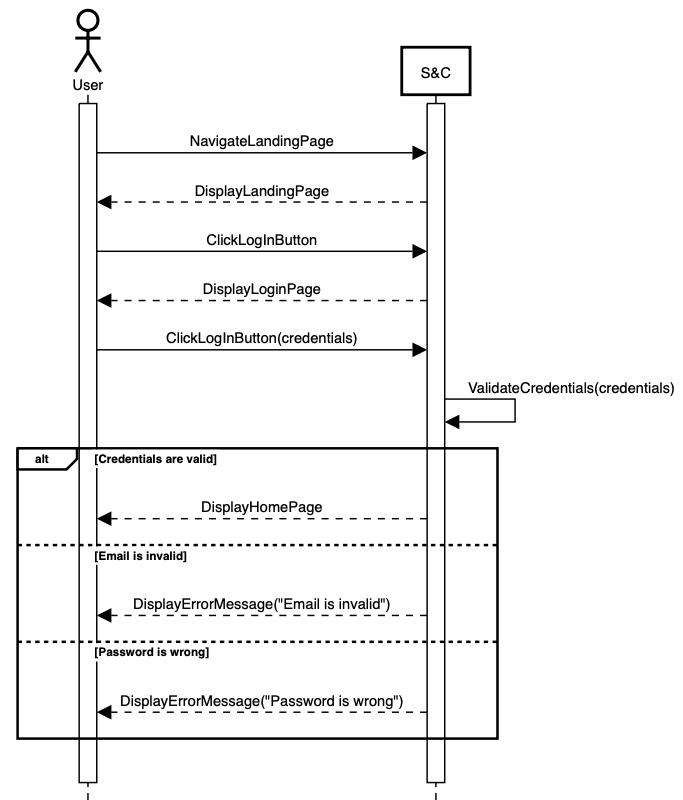 User
S&C
NavigateLandingPage
DisplayLandingPage
ClickLogInButton
DisplayLoginPage
ClickLogInButton(credentials)
ValidateCredentials(credentials)
alt [Credentials are valid]
DisplayHomePage
[Email is invalid]
DisplayErrorMessage("Email is invalid")
[Password is wrong]
DisplayErrorMessage("Password is wrong")